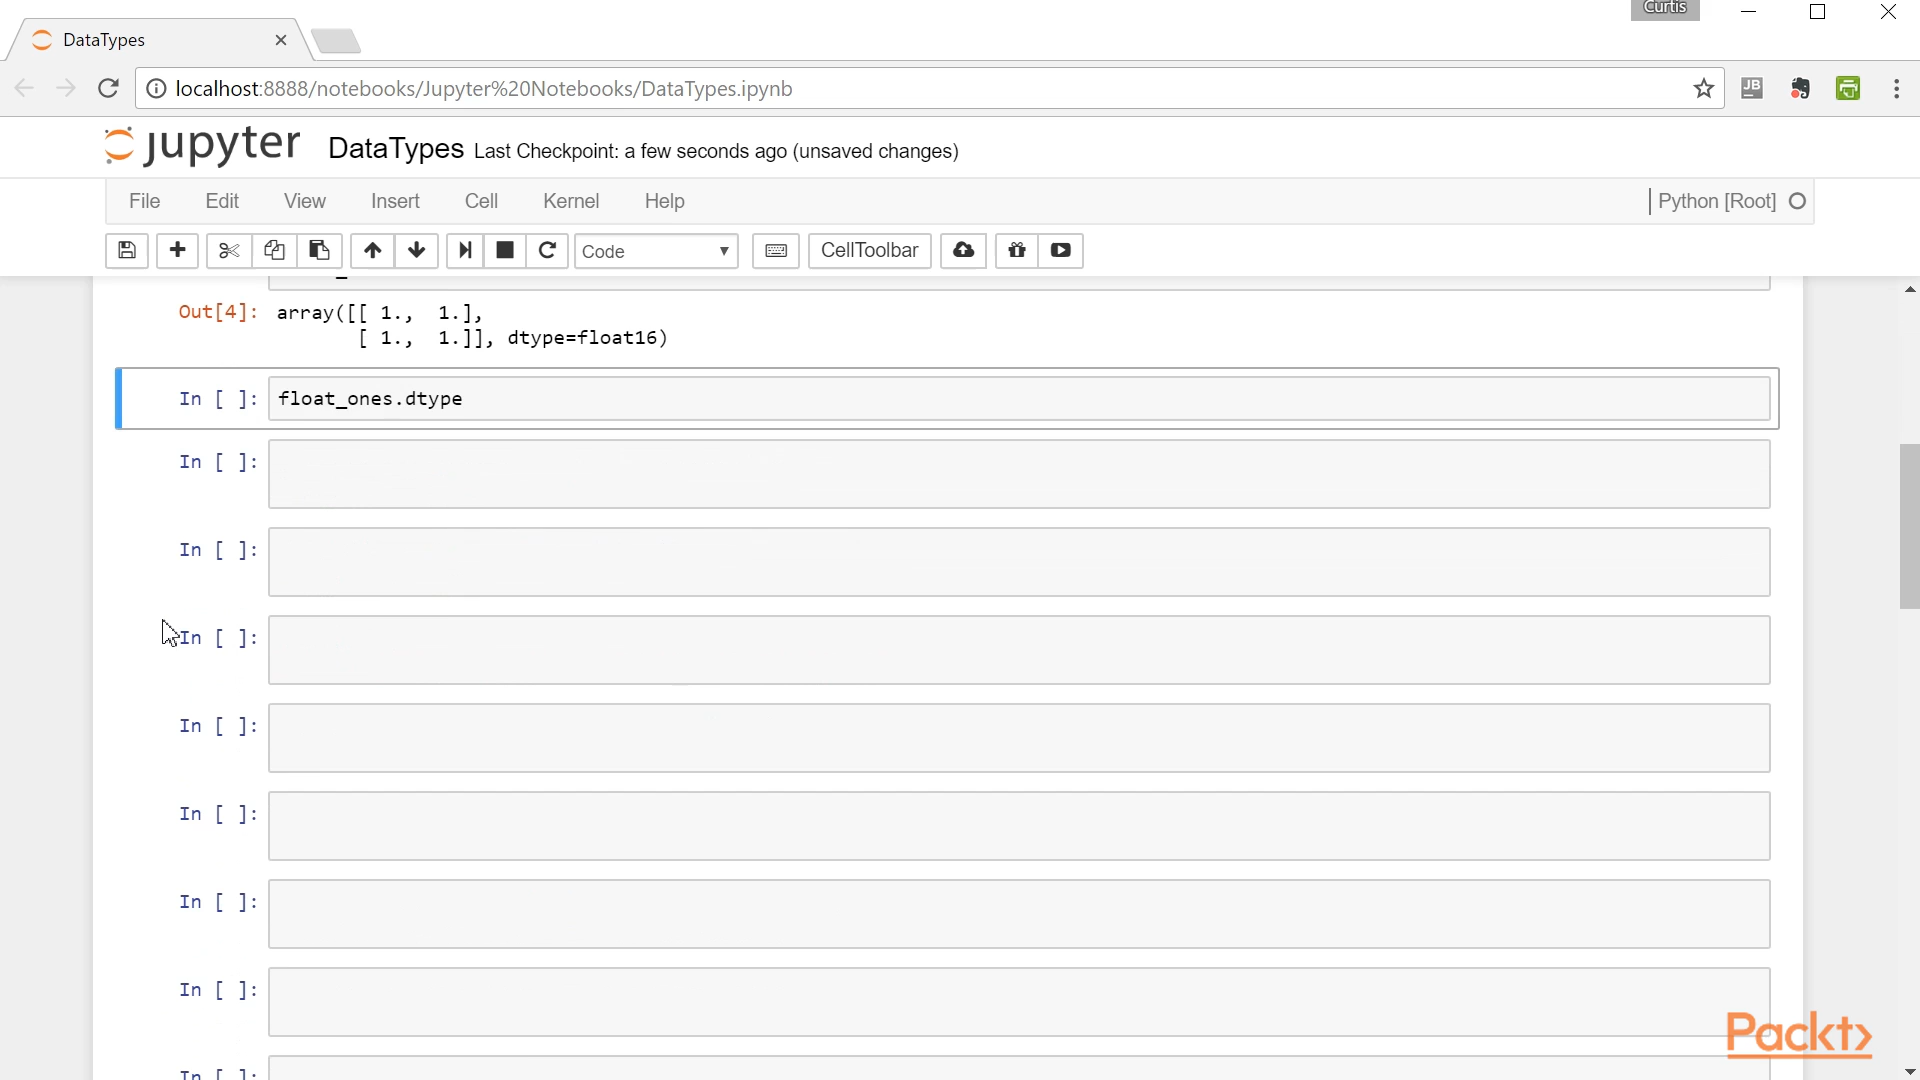 Curtis
DataTypes
localhost:8888/notebooks/Jupyter%20Notebooks/DataTypes.ipynb
JB
jupyter DataTypes Last Checkpoint: a few seconds ago (unsaved changes)
File Edit View Insert Cell Kernel Help Python [Root]
Code CellToolbar
Out[4]: array([[ 1., 1.],
[ 1., 1.]], dtype=float16)
In [ ]: float_ones.dtype
In [ ]:
In [ ]:
In [ ]:
In [ ]:
In [ ]:
In [ ]:
In [ ]:
In [ ]:
Packt>